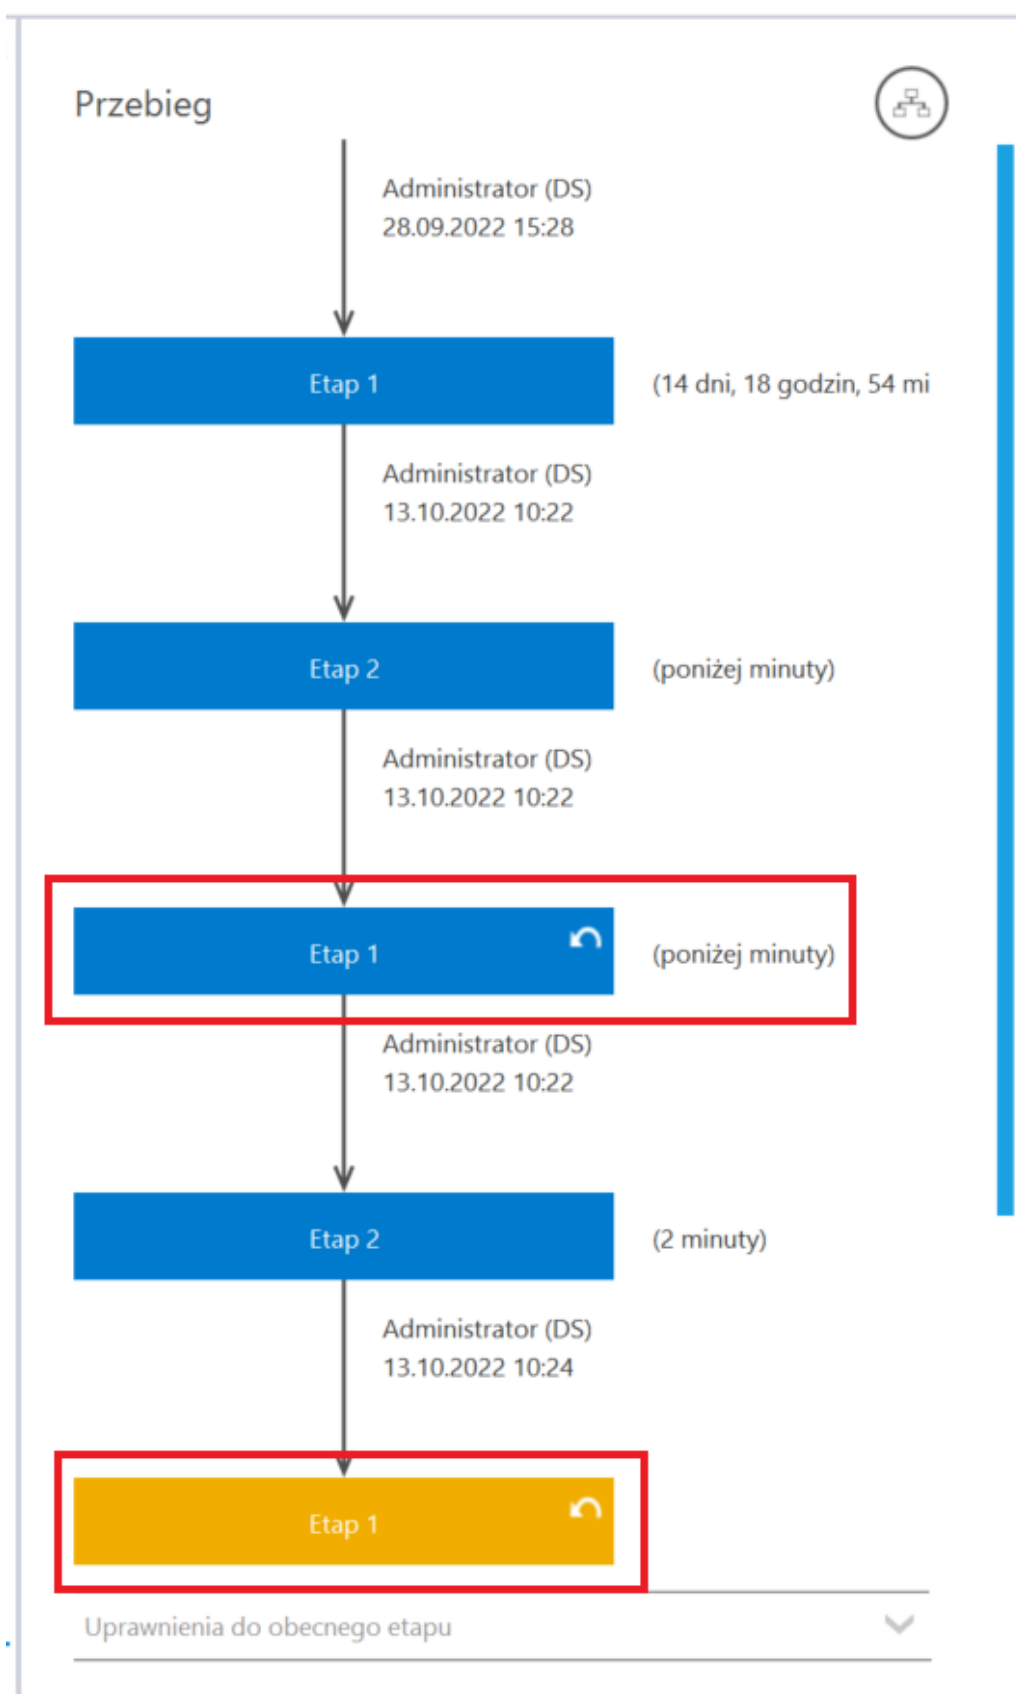 Przebieg
Administrator (DS)
28.09.2022 15:28
Etap 1
(14 dni, 18 godzin, 54 mi
Administrator (DS)
13.10.2022 10:22
Etap 2
(poniżej minuty)
Administrator (DS)
13.10.2022 10:22
Etap 1
(poniżej minuty)
Administrator (DS)
13.10.2022 10:22
Etap 2
(2 minuty)
Administrator (DS)
13.10.2022 10:24
Etap 1
Uprawnienia do obecnego etapu